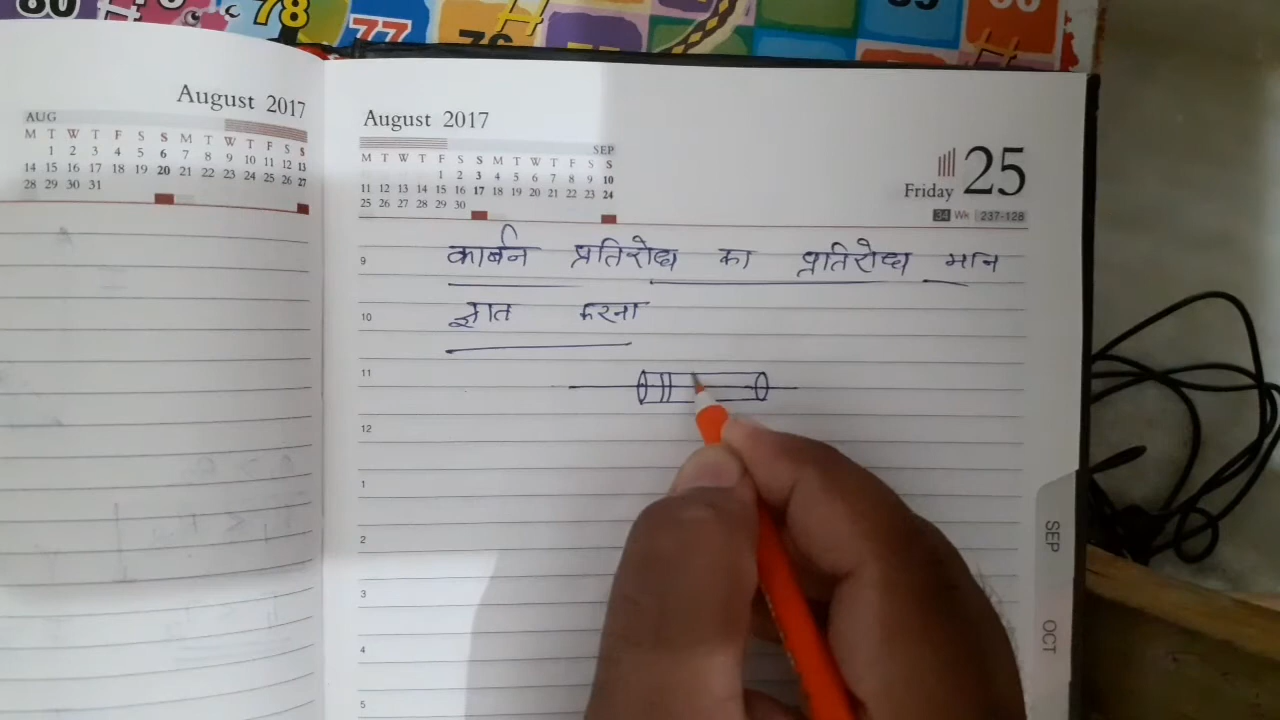 80
78
77
76
August 2017
AUG
M T W T F S S M T W T F S S
1 2 3 4 5 6 7 8 9 10 11 12 13
14 15 16 17 18 19 20 21 22 23 24 25 26 27
28 29 30 31
August 2017
SEP
M T W T F S S M T W T F S S
1 2 3 4 5 6 7 8 9 10
11 12 13 14 15 16 17 18 19 20 21 22 23 24
25 26 27 28 29 30
Friday 25
34 Wk 237-128
9 कार्बन प्रतिरोध का प्रतिरोध मान
10 ज्ञात करना
11
12
1
2
3
4
5
SEP
OCT